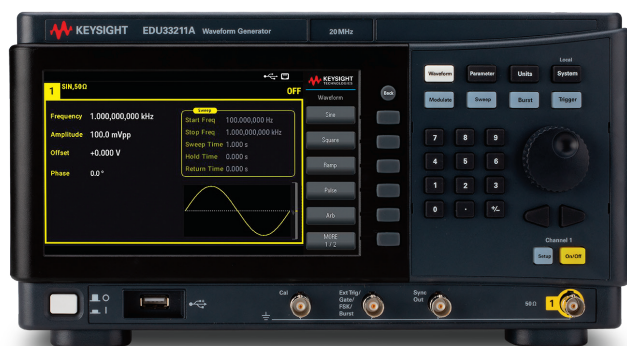 KEYSIGHT EDU33211A Waveform Generator 20 MHz
KEYSIGHT
TECHNOLOGIES
1 SIN,50Ω OFF
Waveform
Frequency 1.000,000,000 kHz
Amplitude 100.0 mVpp
Offset +0.000 V
Phase 0.0°
Sweep
Start Freq 100.000,000 Hz
Stop Freq 1.000,000,000 kHz
Sweep Time 1.000 s
Hold Time 0.000 s
Return Time 0.000 s
Sine
Square
Ramp
Pulse
Arb
MORE
1 / 2
Back
Local
Waveform Parameter Units System
Modulate Sweep Burst Trigger
7 8 9
4 5 6
1 2 3
0 . +/-
Channel 1
Setup On/Off
Cal
Ext Trig/
Gate/
FSK/
Burst
Sync
Out
50 Ω 1